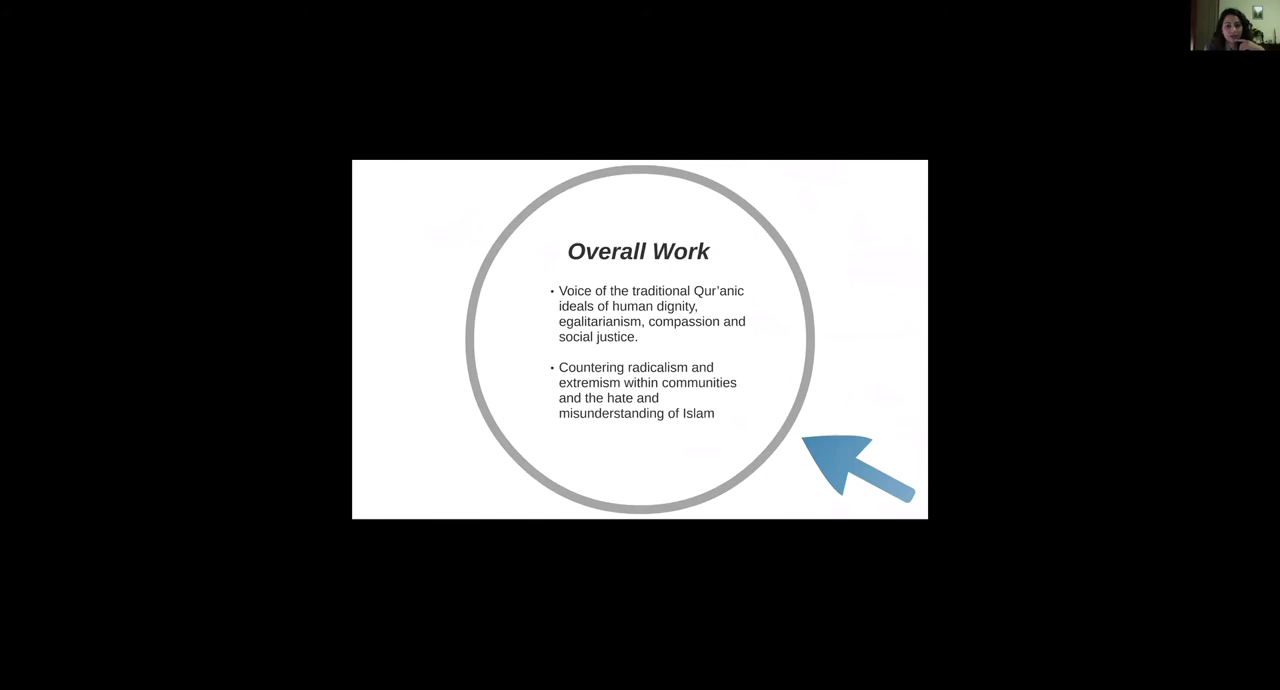 Overall Work
• Voice of the traditional Qur’anic
ideals of human dignity,
egalitarianism, compassion and
social justice.
• Countering radicalism and
extremism within communities
and the hate and
misunderstanding of Islam